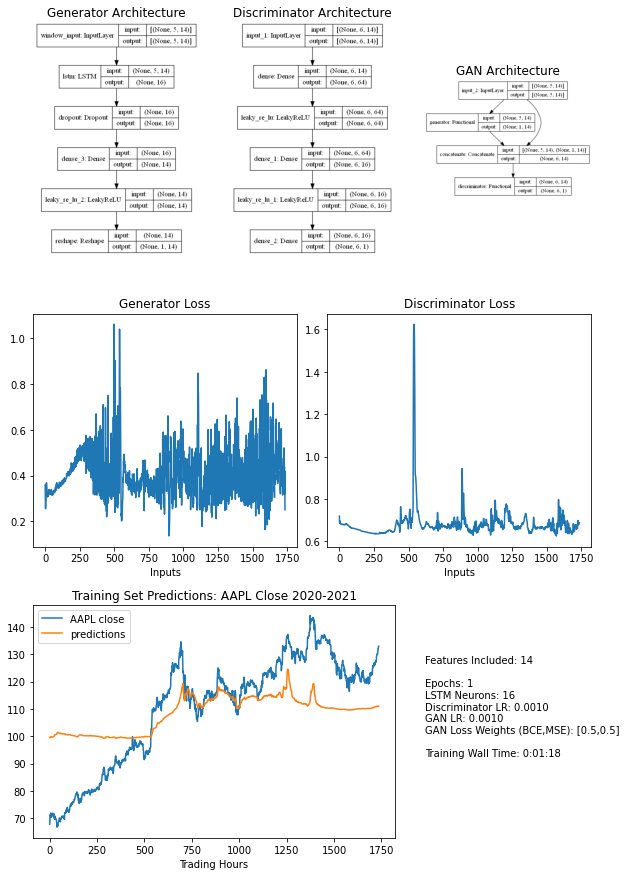 Generator Architecture
window_input: InputLayer
input:
[(None, 5, 14)]
output:
[(None, 5, 14)]
lstm: LSTM
input:
(None, 5, 14)
output:
(None, 16)
dropout: Dropout
input:
(None, 16)
output:
(None, 16)
dense_3: Dense
input:
(None, 16)
output:
(None, 14)
leaky_re_lu_2: LeakyReLU
input:
(None, 14)
output:
(None, 14)
reshape: Reshape
input:
(None, 14)
output:
(None, 1, 14)
Discriminator Architecture
input_1: InputLayer
input:
[(None, 6, 14)]
output:
[(None, 6, 14)]
dense: Dense
input:
(None, 6, 14)
output:
(None, 6, 64)
leaky_re_lu: LeakyReLU
input:
(None, 6, 64)
output:
(None, 6, 64)
dense_1: Dense
input:
(None, 6, 64)
output:
(None, 6, 16)
leaky_re_lu_1: LeakyReLU
input:
(None, 6, 16)
output:
(None, 6, 16)
dense_2: Dense
input:
(None, 6, 16)
output:
(None, 6, 1)
GAN Architecture
input_2: InputLayer
input:
[(None, 5, 14)]
output:
[(None, 5, 14)]
generator: Functional
input:
(None, 5, 14)
output:
(None, 1, 14)
concatenate: Concatenate
input:
[(None, 5, 14), (None, 1, 14)]
output:
(None, 6, 14)
discriminator: Functional
input:
(None, 6, 14)
output:
(None, 6, 1)
Generator Loss
1.0
0.8
0.6
0.4
0.2
0 250 500 750 1000 1250 1500 1750
Inputs
Discriminator Loss
1.6
1.4
1.2
1.0
0.8
0.6
0 250 500 750 1000 1250 1500 1750
Inputs
Training Set Predictions: AAPL Close 2020-2021
AAPL close
predictions
140
130
120
110
100
90
80
70
0 250 500 750 1000 1250 1500 1750
Trading Hours
Features Included: 14
Epochs: 1
LSTM Neurons: 16
Discriminator LR: 0.0010
GAN LR: 0.0010
GAN Loss Weights (BCE,MSE): [0.5,0.5]
Training Wall Time: 0:01:18